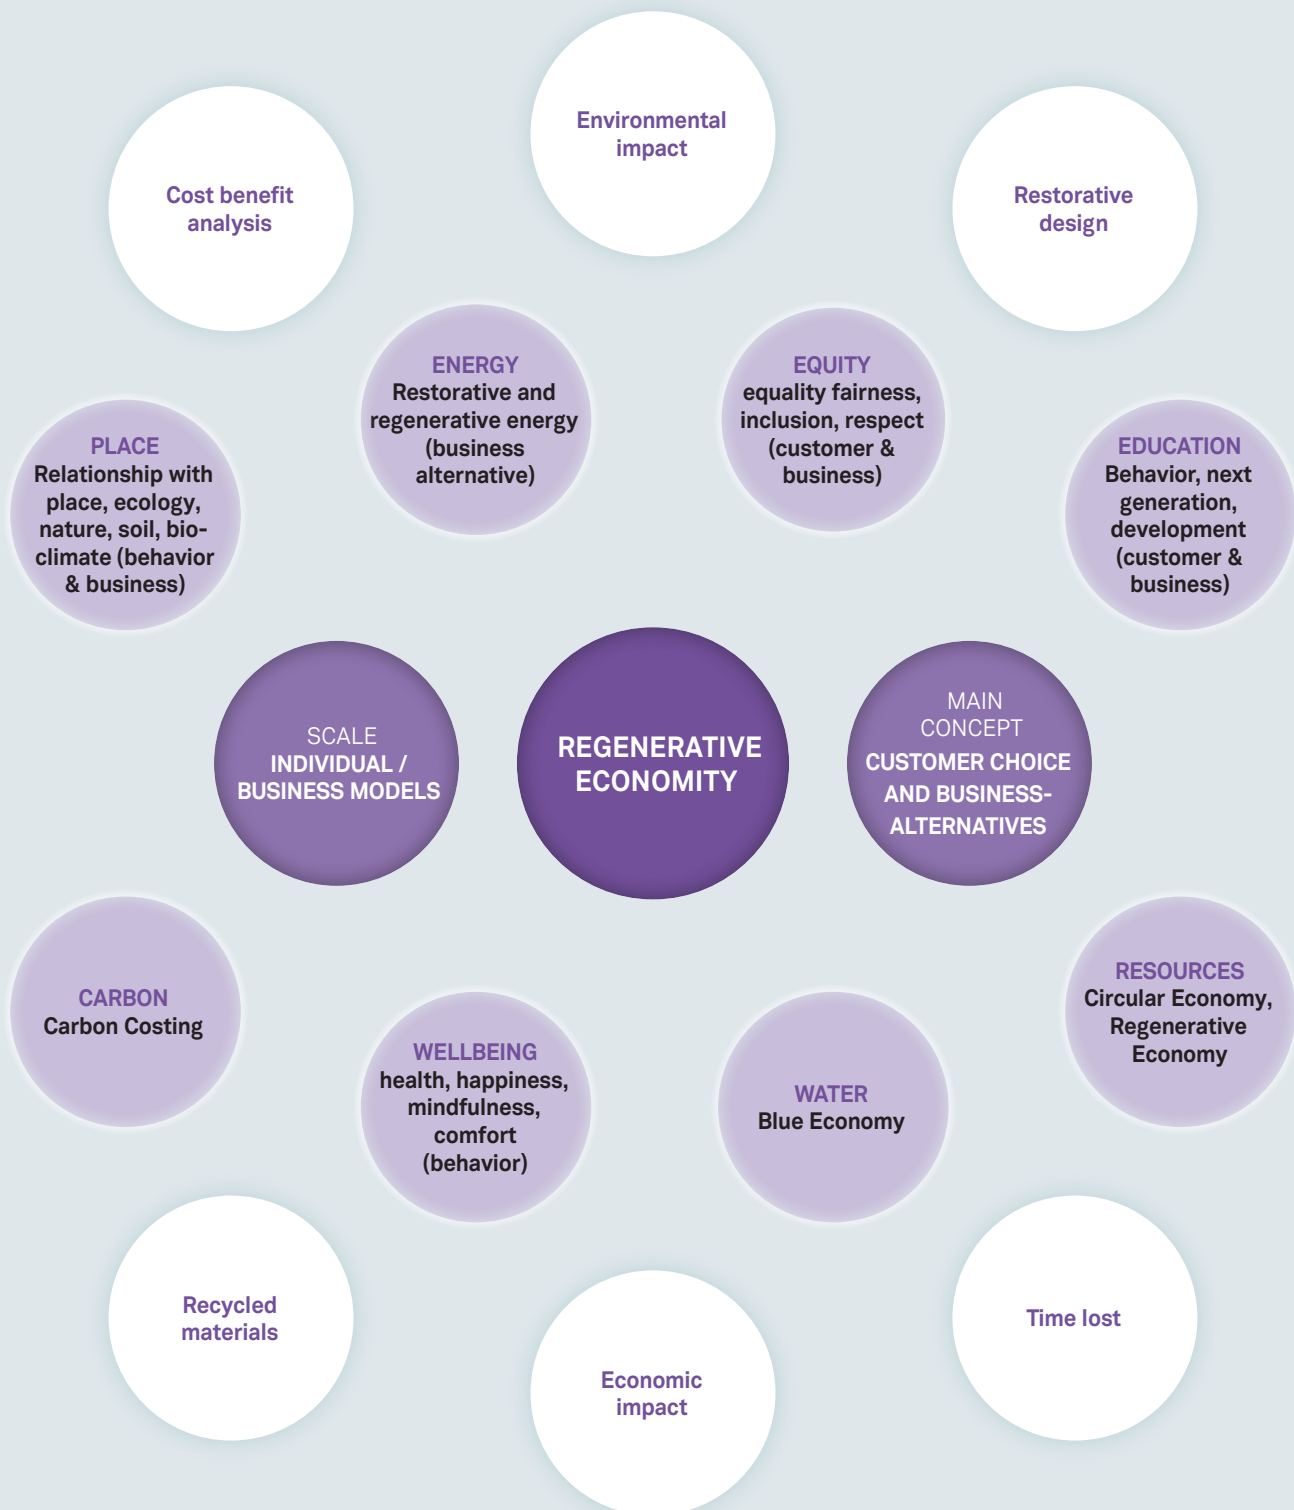 Environmental
impact
Cost benefit
analysis
Restorative
design
ENERGY
Restorative and
regenerative energy
(business
alternative)
EQUITY
equality fairness,
inclusion, respect
(customer &
business)
PLACE
Relationship with
place, ecology,
nature, soil, bio-
climate (behavior
& business)
EDUCATION
Behavior, next
generation,
development
(customer &
business)
SCALE
INDIVIDUAL /
BUSINESS MODELS
REGENERATIVE
ECONOMITY
MAIN
CONCEPT
CUSTOMER CHOICE
AND BUSINESS-
ALTERNATIVES
CARBON
Carbon Costing
WELLBEING
health, happiness,
mindfulness,
comfort
(behavior)
WATER
Blue Economy
RESOURCES
Circular Economy,
Regenerative
Economy
Recycled
materials
Economic
impact
Time lost